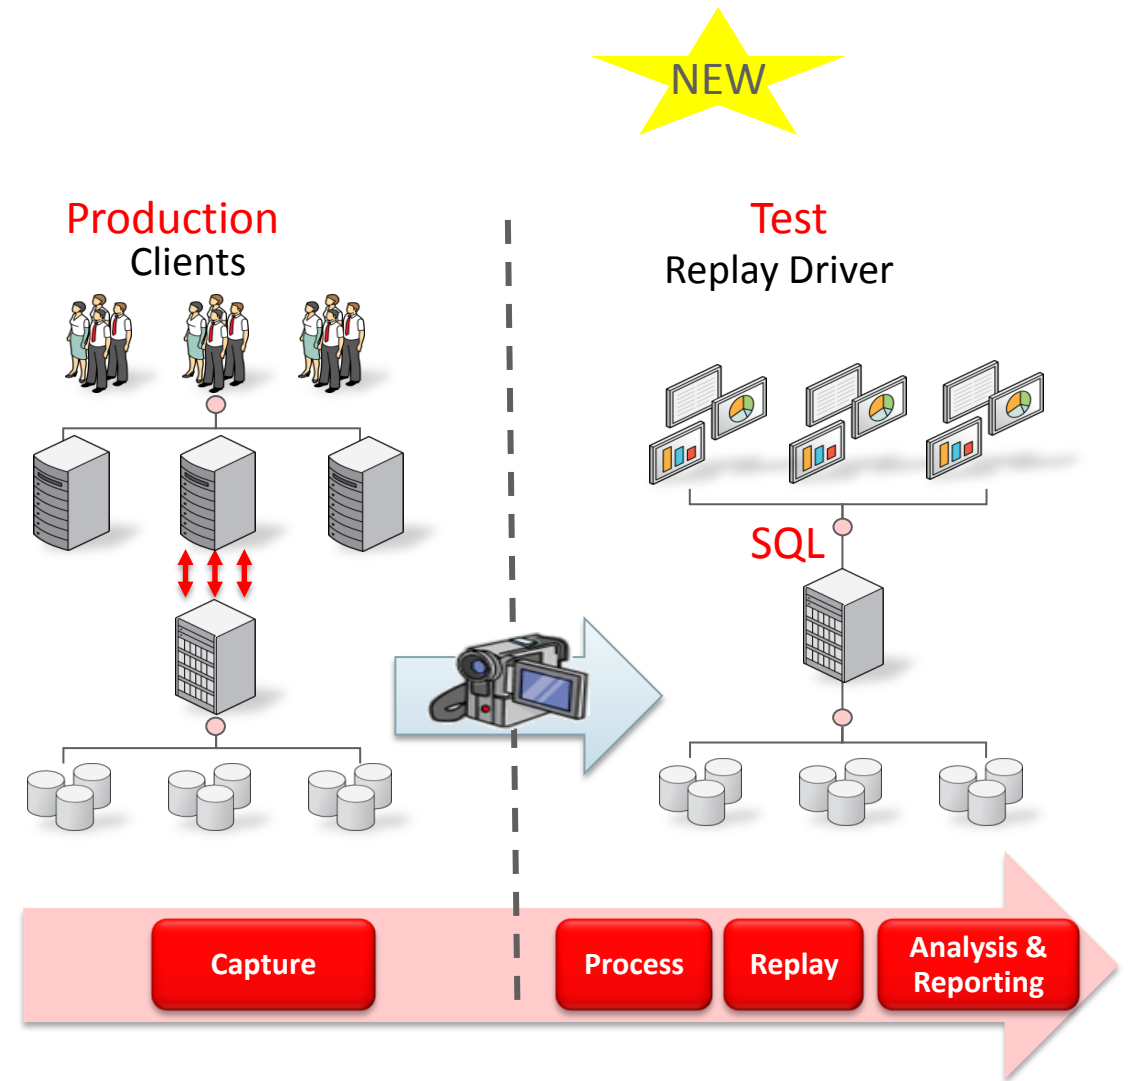 NEW
Production
Clients
Test
Replay Driver
SQL
Capture
Process
Replay
Analysis &
Reporting